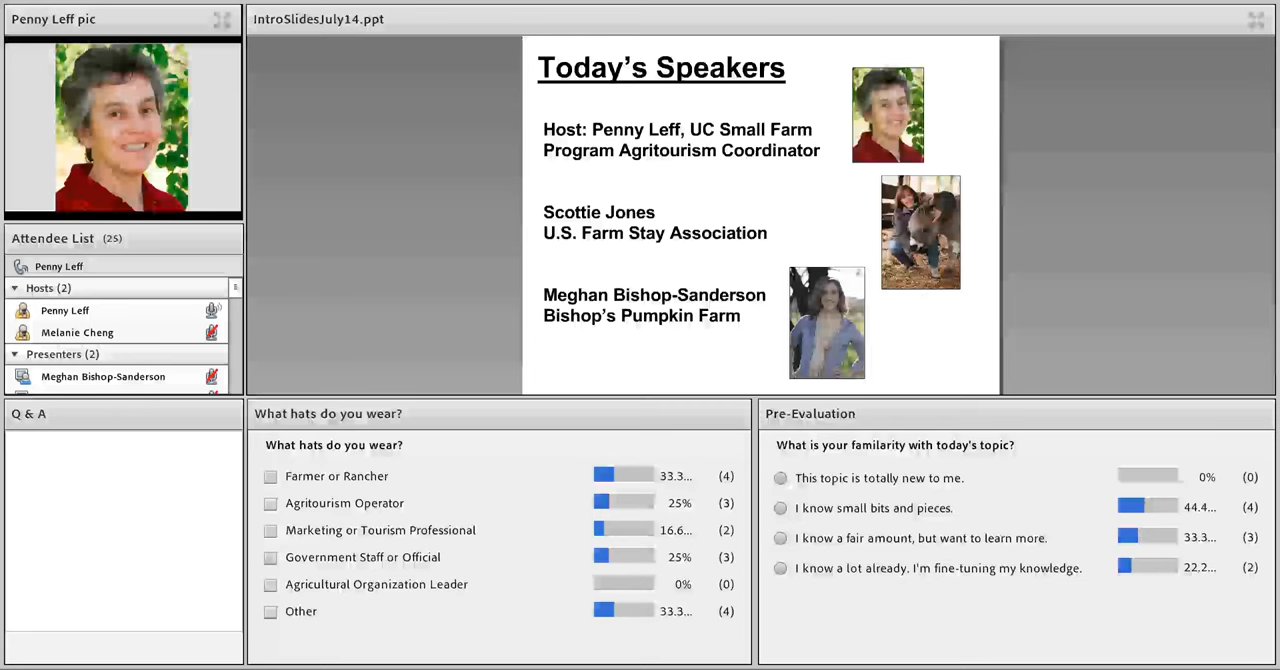 Penny Leff pic
IntroSlidesJuly14.ppt
Today's Speakers
Host: Penny Leff, UC Small Farm
Program Agritourism Coordinator
Scottie Jones
U.S. Farm Stay Association
Meghan Bishop-Sanderson
Bishop's Pumpkin Farm
Attendee List (25)
Penny Leff
Hosts (2)
Penny Leff
Melanie Cheng
Presenters (2)
Meghan Bishop-Sanderson
Q & A
What hats do you wear?
What hats do you wear?
Farmer or Rancher 33.3... (4)
Agritourism Operator 25% (3)
Marketing or Tourism Professional 16.6... (2)
Government Staff or Official 25% (3)
Agricultural Organization Leader 0% (0)
Other 33.3... (4)
Pre-Evaluation
What is your familarity with today's topic?
This topic is totally new to me. 0% (0)
I know small bits and pieces. 44.4... (4)
I know a fair amount, but want to learn more. 33.3... (3)
I know a lot already. I'm fine-tuning my knowledge. 22.2... (2)